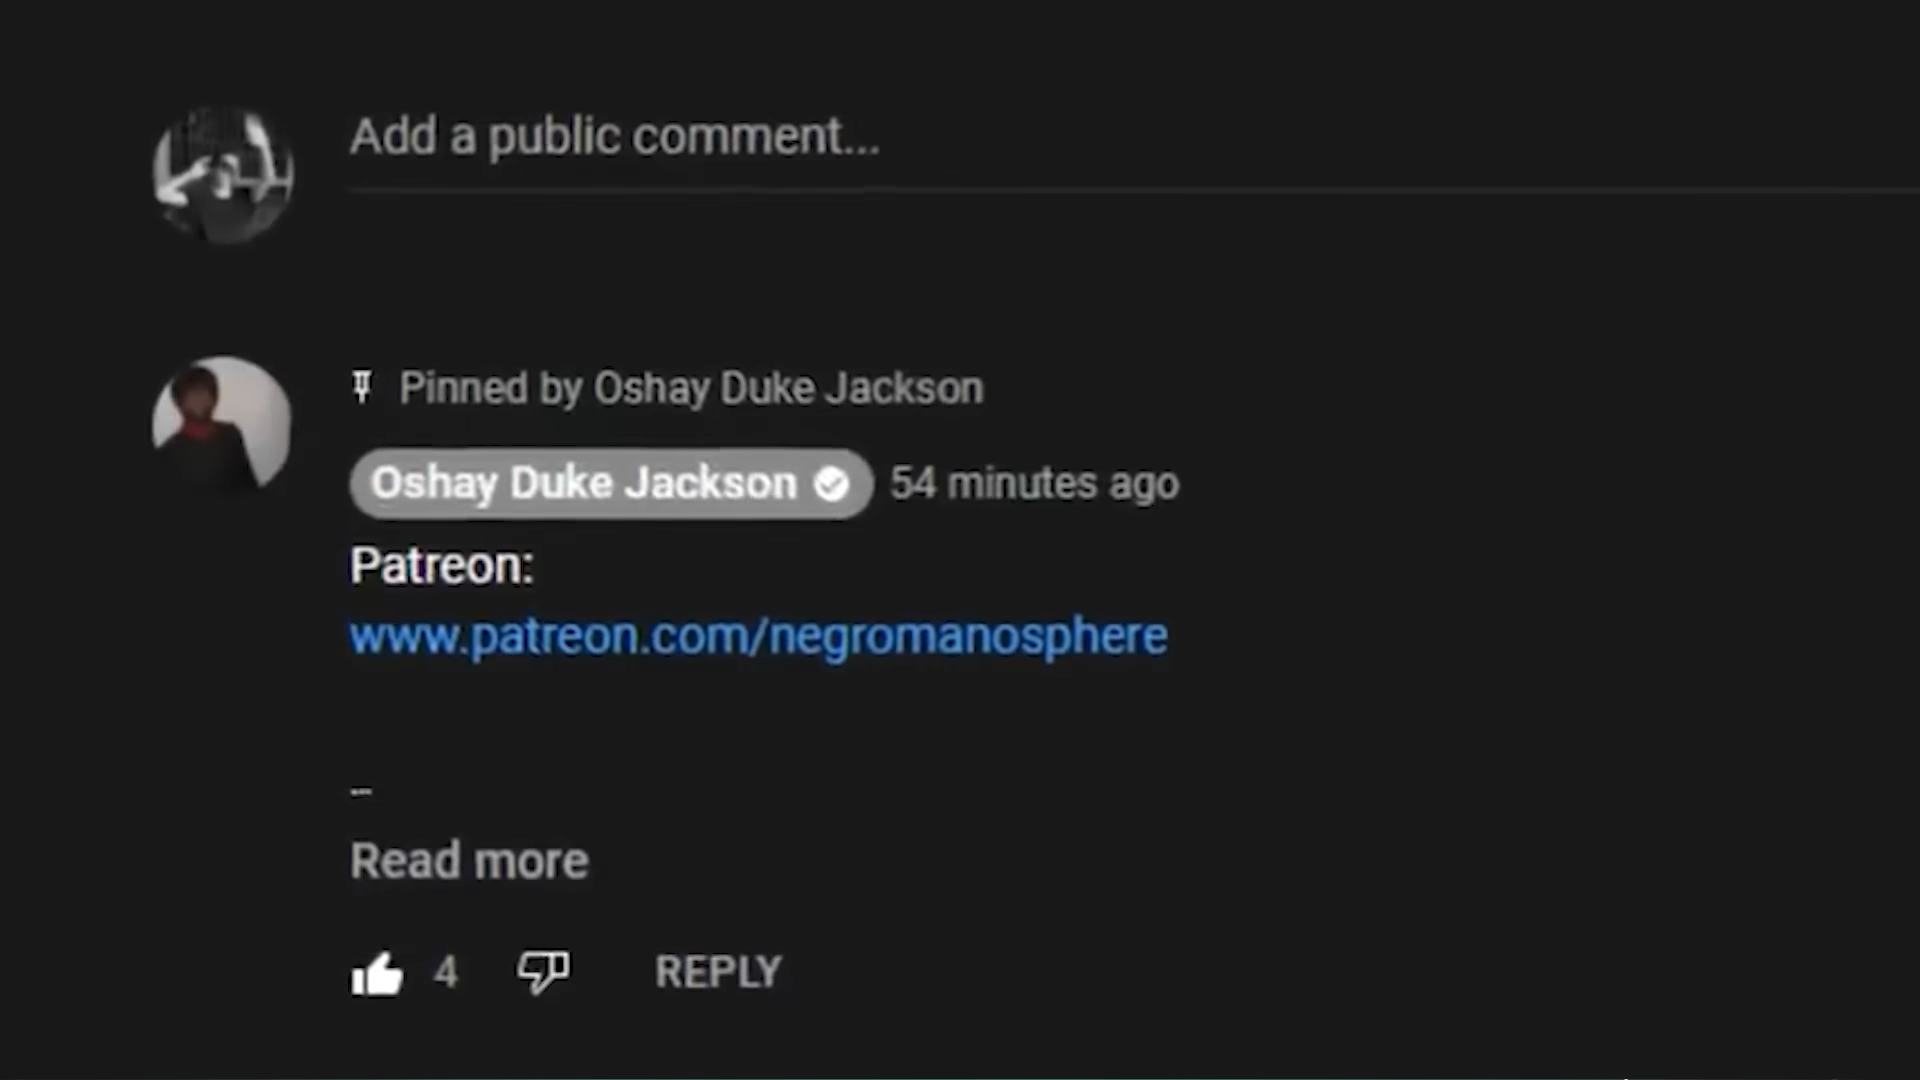 Add a public comment...
Pinned by Oshay Duke Jackson
Oshay Duke Jackson 54 minutes ago
Patreon:
www.patreon.com/negromanosphere
--
Read more
4 REPLY